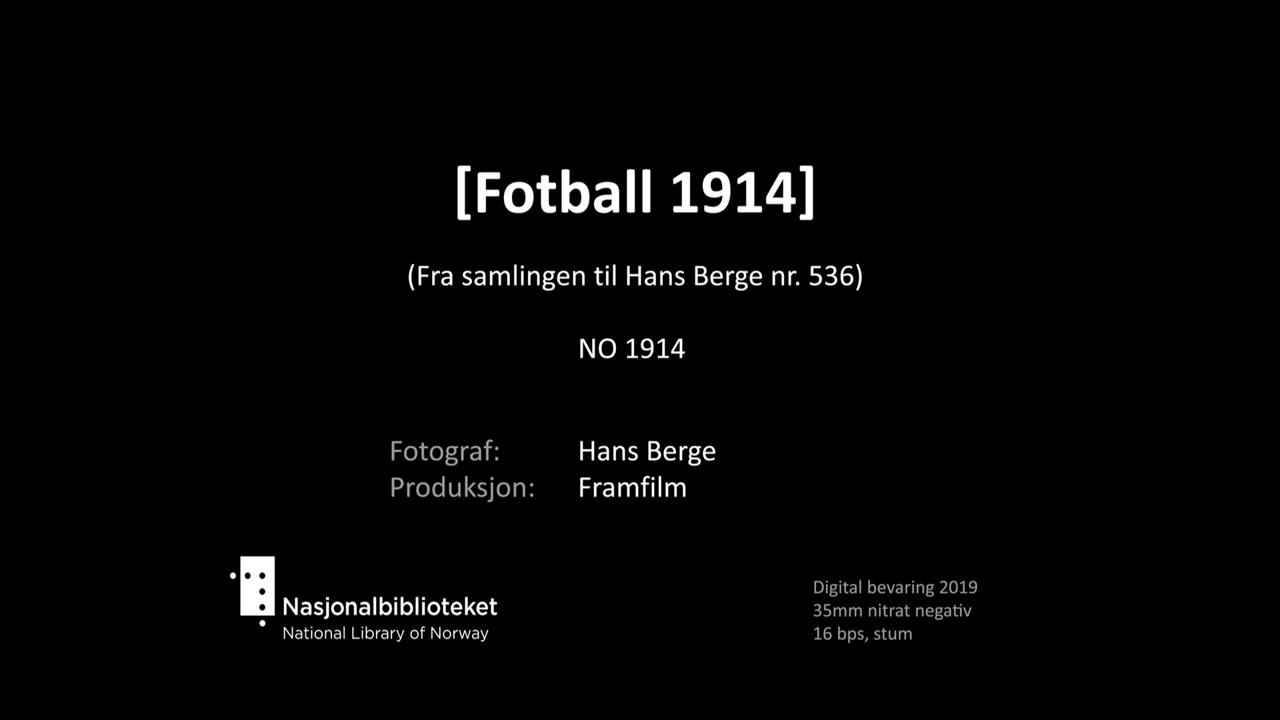 [Fotball 1914]
(Fra samlingen til Hans Berge nr. 536)
NO 1914
Fotograf: Hans Berge
Produksjon: Framfilm
Nasjonalbiblioteket
National Library of Norway
Digital bevaring 2019
35mm nitrat negativ
16 bps, stum